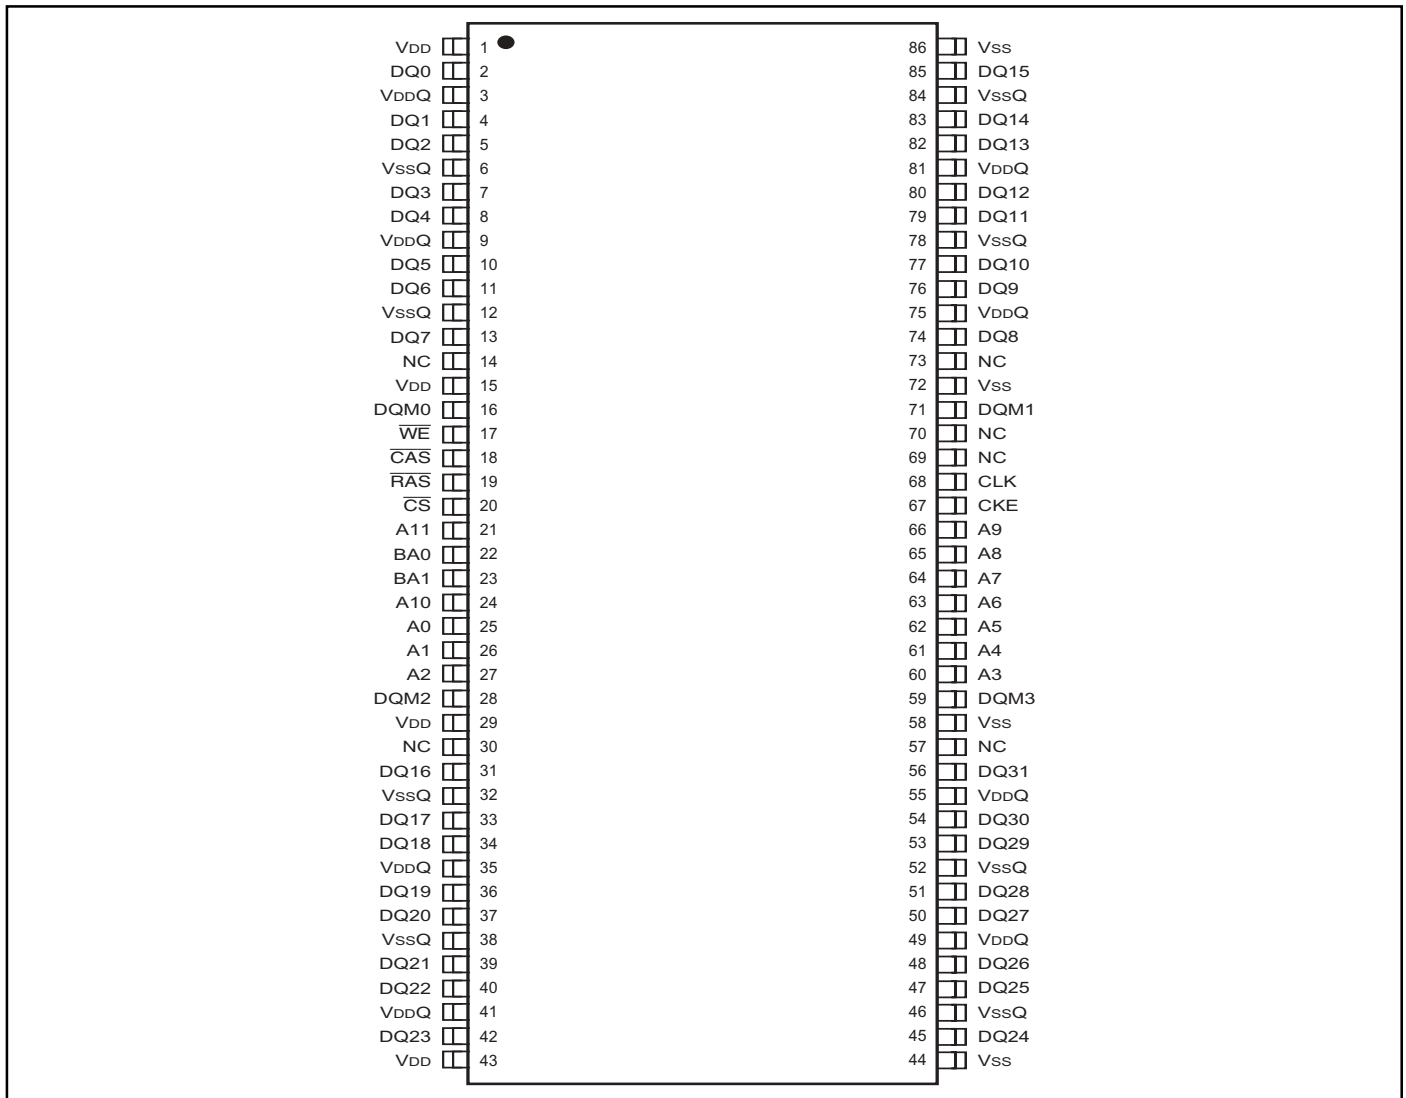 VDD 1 86 VSS
DQ0 2 85 DQ15
VDDQ 3 84 VSSQ
DQ1 4 83 DQ14
DQ2 5 82 DQ13
VSSQ 6 81 VDDQ
DQ3 7 80 DQ12
DQ4 8 79 DQ11
VDDQ 9 78 VSSQ
DQ5 10 77 DQ10
DQ6 11 76 DQ9
VSSQ 12 75 VDDQ
DQ7 13 74 DQ8
NC 14 73 NC
VDD 15 72 VSS
DQM0 16 71 DQM1
W̅E̅ 17 70 NC
C̅A̅S̅ 18 69 NC
R̅A̅S̅ 19 68 CLK
C̅S̅ 20 67 CKE
A11 21 66 A9
BA0 22 65 A8
BA1 23 64 A7
A10 24 63 A6
A0 25 62 A5
A1 26 61 A4
A2 27 60 A3
DQM2 28 59 DQM3
VDD 29 58 VSS
NC 30 57 NC
DQ16 31 56 DQ31
VSSQ 32 55 VDDQ
DQ17 33 54 DQ30
DQ18 34 53 DQ29
VDDQ 35 52 VSSQ
DQ19 36 51 DQ28
DQ20 37 50 DQ27
VSSQ 38 49 VDDQ
DQ21 39 48 DQ26
DQ22 40 47 DQ25
VDDQ 41 46 VSSQ
DQ23 42 45 DQ24
VDD 43 44 VSS